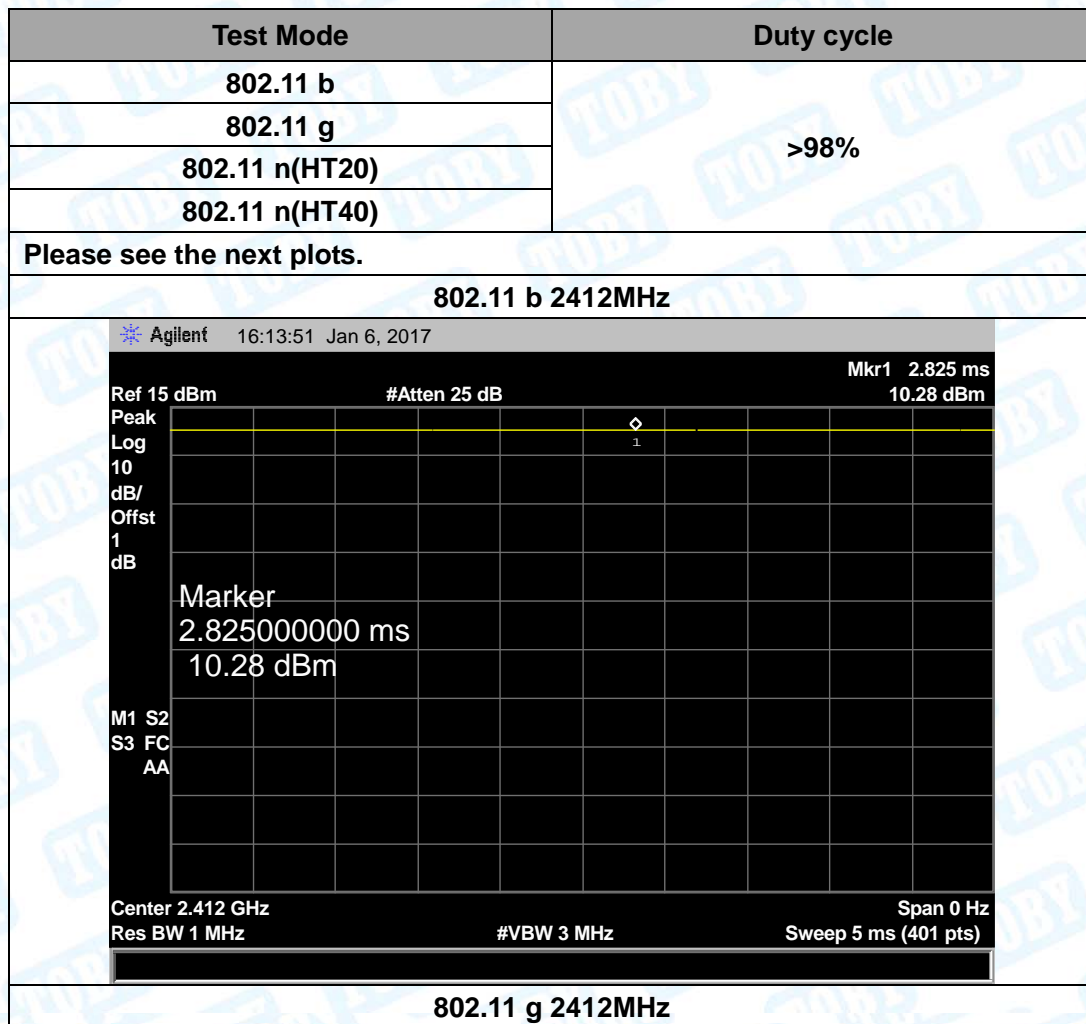 Test Mode Duty cycle
802.11 b
802.11 g
>98%
802.11 n(HT20)
802.11 n(HT40)
Please see the next plots.
802.11 b 2412MHz
Agilent 16:13:51 Jan 6, 2017
Mkr1 2.825 ms
Ref 15 dBm #Atten 25 dB 10.28 dBm
Peak
Log
1
10
dB/
Offst
1
dB
Marker
2.825000000 ms
10.28 dBm
M1 S2
S3 FC
AA
Center 2.412 GHz Span 0 Hz
Res BW 1 MHz #VBW 3 MHz Sweep 5 ms (401 pts)
802.11 g 2412MHz
TOBY